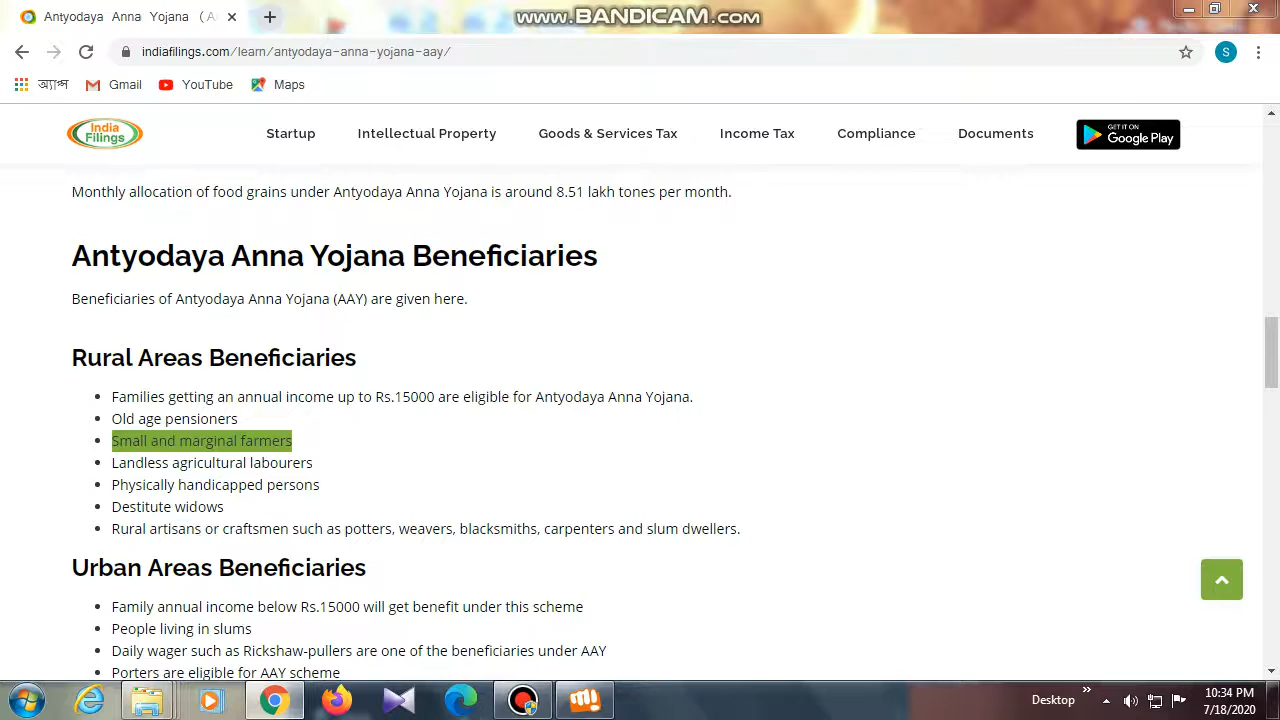 Antyodaya Anna Yojana ( A
www.BANDICAM.com
indiafilings.com/learn/antyodaya-anna-yojana-aay/
S
অ্যাপ্স
Gmail
YouTube
Maps
India
Filings
Startup
Intellectual Property
Goods & Services Tax
Income Tax
Compliance
Documents
GET IT ON
Google Play
Monthly allocation of food grains under Antyodaya Anna Yojana is around 8.51 lakh tones per month.
Antyodaya Anna Yojana Beneficiaries
Beneficiaries of Antyodaya Anna Yojana (AAY) are given here.
Rural Areas Beneficiaries
Families getting an annual income up to Rs.15000 are eligible for Antyodaya Anna Yojana.
Old age pensioners
Small and marginal farmers
Landless agricultural labourers
Physically handicapped persons
Destitute widows
Rural artisans or craftsmen such as potters, weavers, blacksmiths, carpenters and slum dwellers.
Urban Areas Beneficiaries
Family annual income below Rs.15000 will get benefit under this scheme
People living in slums
Daily wager such as Rickshaw-pullers are one of the beneficiaries under AAY
Porters are eligible for AAY scheme
Desktop
10:34 PM
7/18/2020